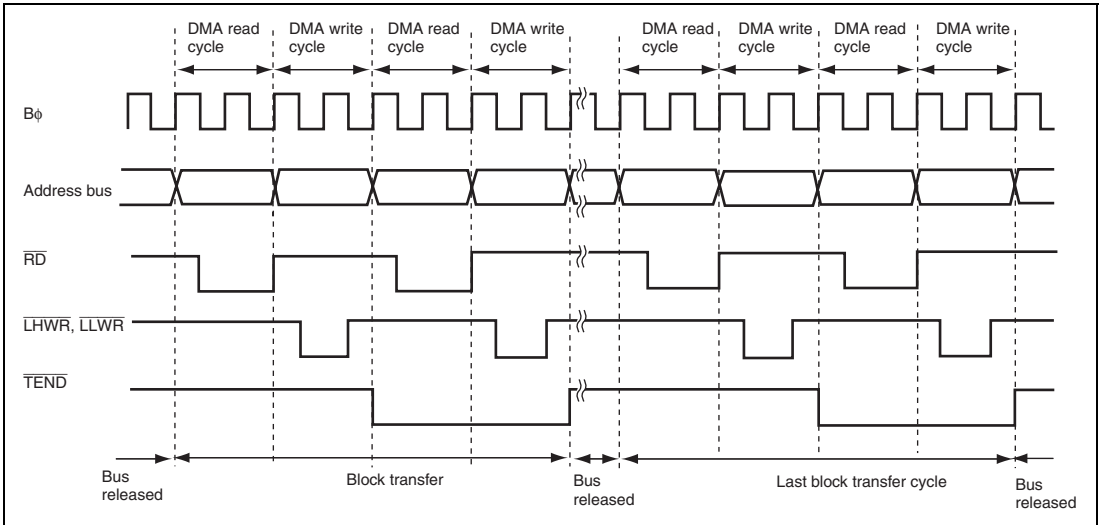 DMA read cycle
DMA write cycle
DMA read cycle
DMA write cycle
DMA read cycle
DMA write cycle
DMA read cycle
DMA write cycle
Bφ
Address bus
RD
LHWR, LLWR
TEND
Bus released
Block transfer
Bus released
Last block transfer cycle
Bus released